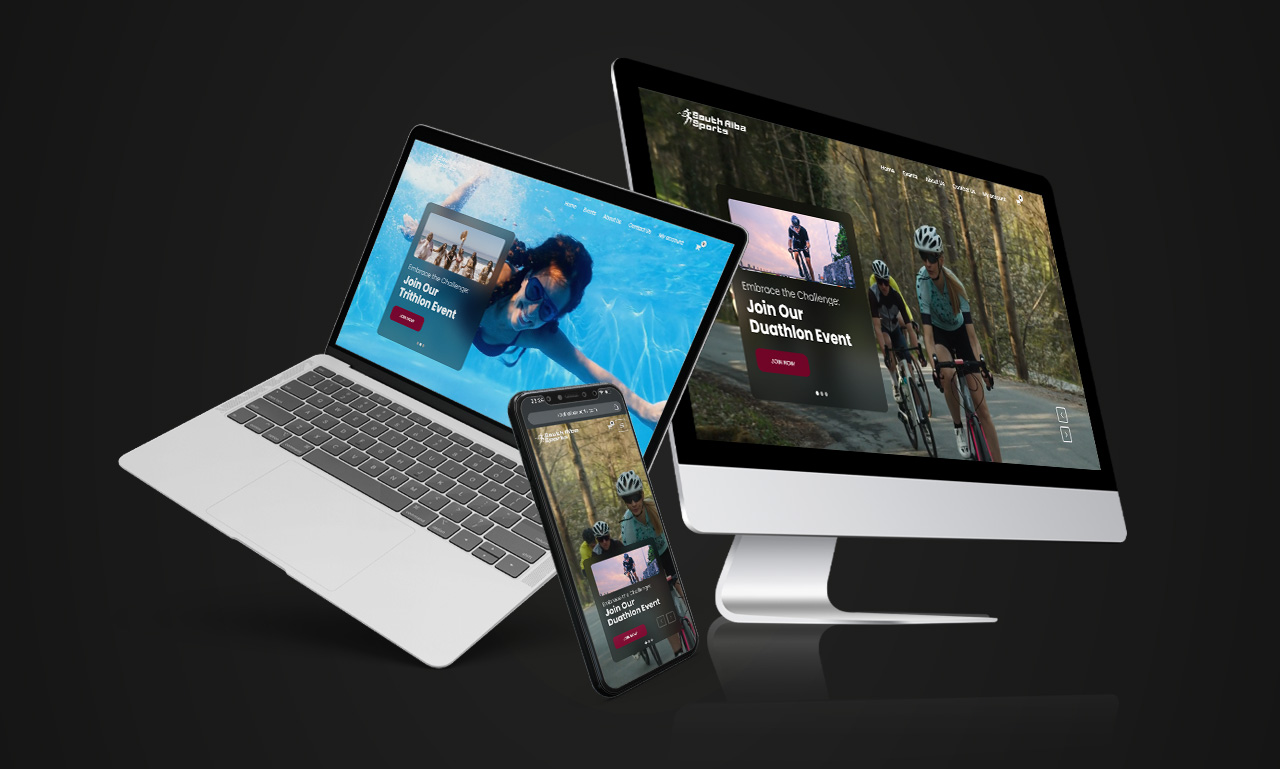 South Alba
Sports
Home Events About Us Contact Us My account
Embrace the Challenge:
Join Our
Duathlon Event
JOIN NOW
Home Events About Us Contact Us My account
Embrace the Challenge:
Join Our
Trithlon Event
JOIN NOW
South Alba
Sports
Embrace the Challenge:
Join Our
Duathlon Event
JOIN NOW